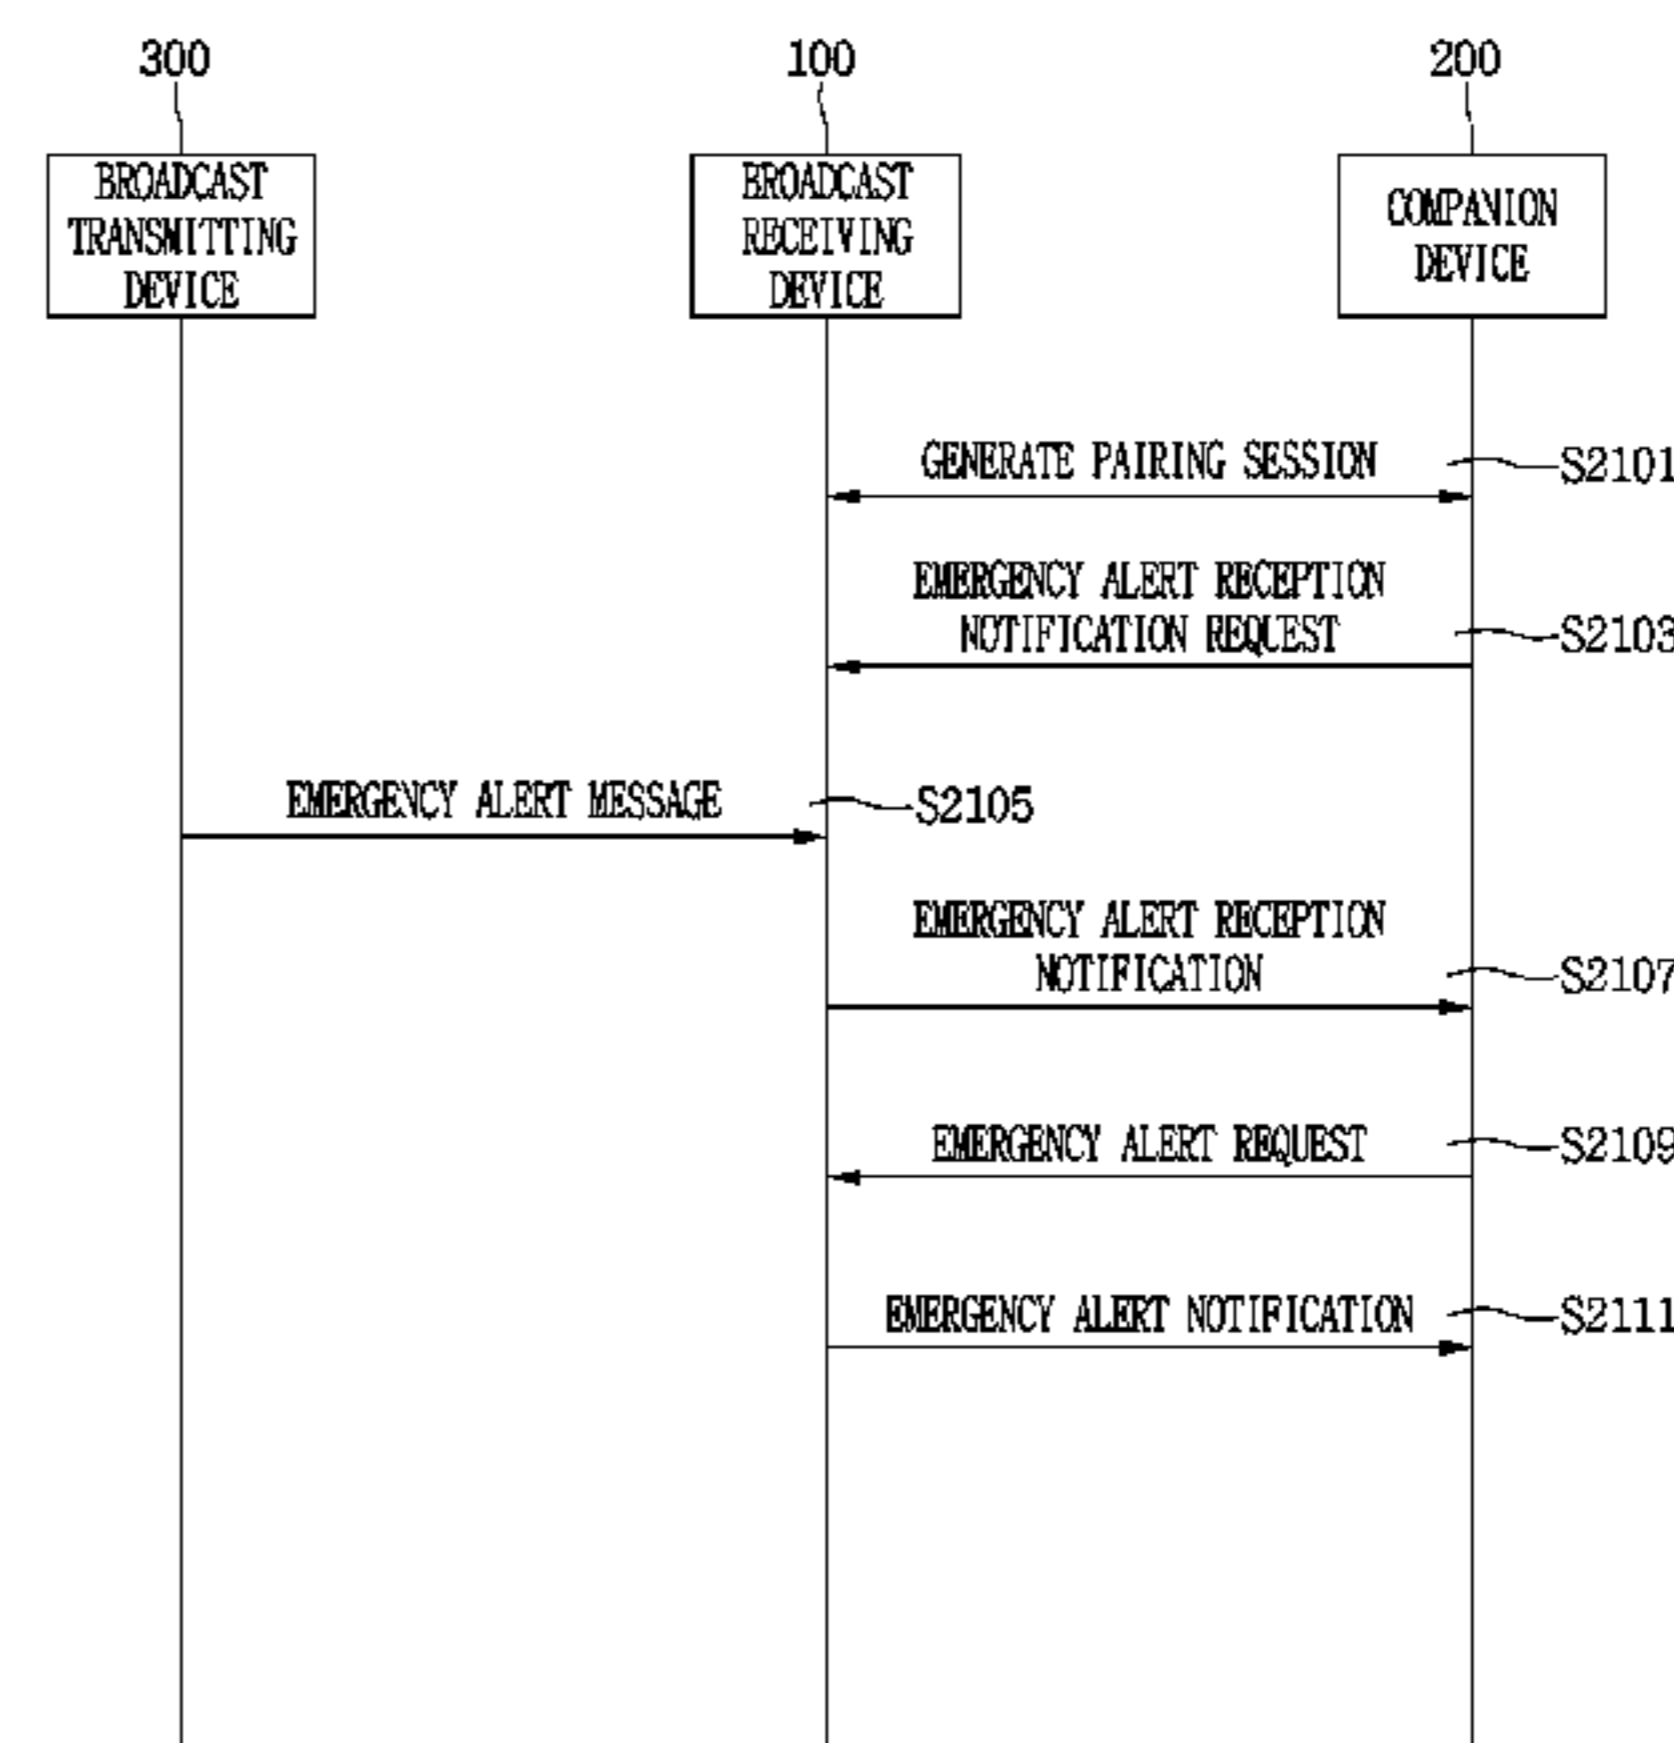 300
100
200
BROADCAST
TRANSMITTING
DEVICE
BROADCAST
RECEIVING
DEVICE
COMPANION
DEVICE
GENERATE PAIRING SESSION
S2101
EMERGENCY ALERT RECEPTION
NOTIFICATION REQUEST
S2103
EMERGENCY ALERT MESSAGE
S2105
EMERGENCY ALERT RECEPTION
NOTIFICATION
S2107
EMERGENCY ALERT REQUEST
S2109
EMERGENCY ALERT NOTIFICATION
S2111